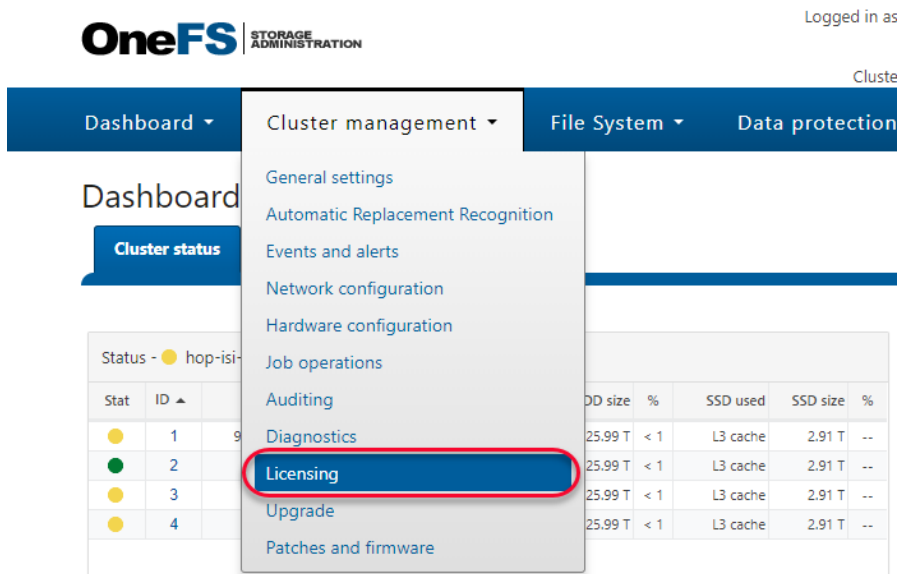 Logged in as
OneFS STORAGE ADMINISTRATION
Cluste
Dashboard Cluster management File System Data protection
General settings
Dashboard
Automatic Replacement Recognition
Cluster status Events and alerts
Network configuration
Hardware configuration
Status - hop-isi- Job operations
Stat ID Auditing DD size % SSD used SSD size %
1 9 Diagnostics 25.99 T < 1 L3 cache 2.91 T --
2 Licensing 25.99 T < 1 L3 cache 2.91 T --
3 25.99 T < 1 L3 cache 2.91 T --
Upgrade
4 25.99 T < 1 L3 cache 2.91 T --
Patches and firmware